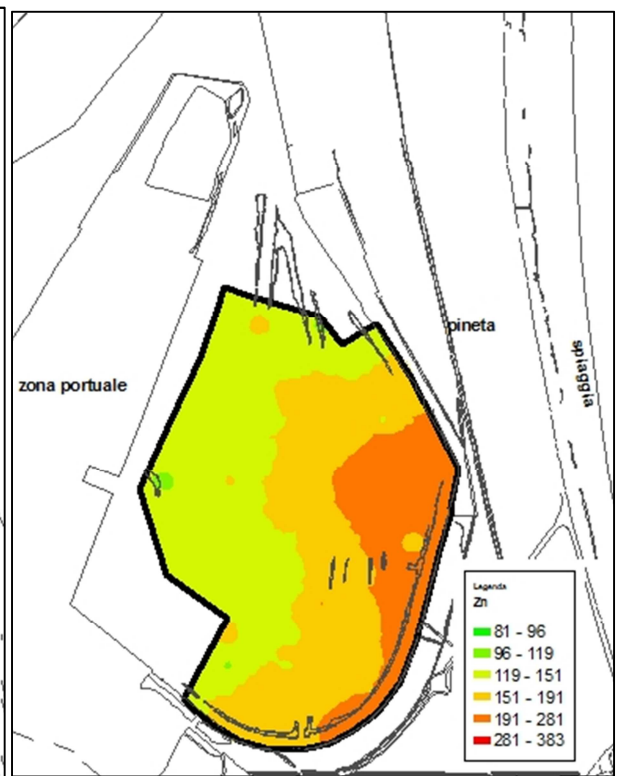 pineta
spiaggia
zona portuale
Legenda
Zn
81 - 96
96 - 119
119 - 151
151 - 191
191 - 281
281 - 383